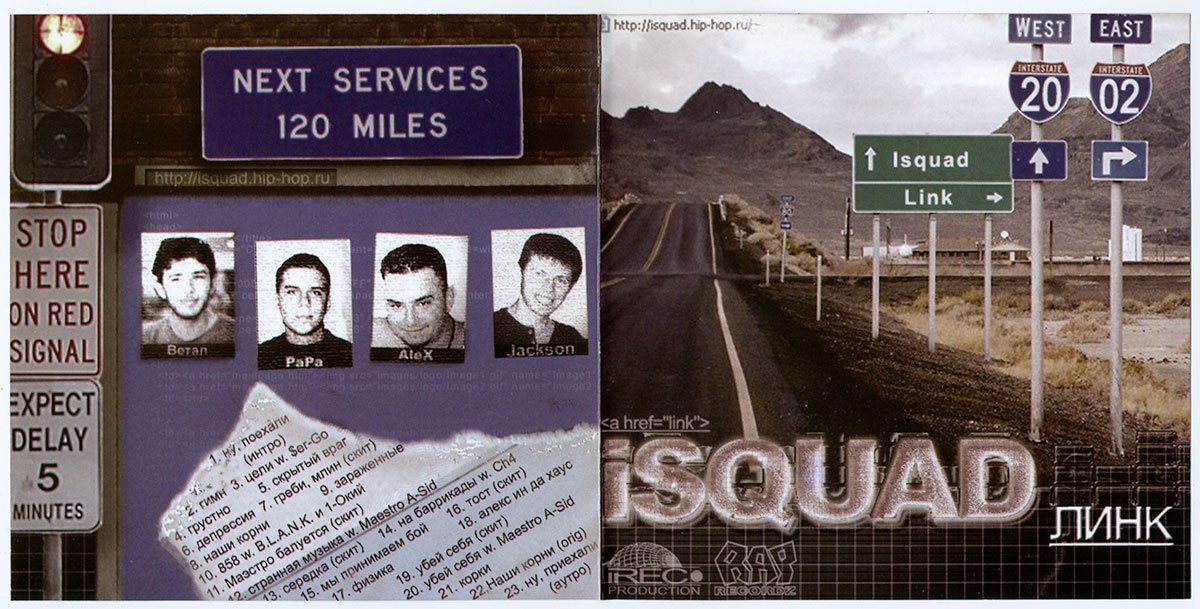 NEXT SERVICES
120 MILES
http://isquad.hip-hop.ru
STOP
HERE
ON RED
SIGNAL
EXPECT
DELAY
5
MINUTES
<html>
Ветал
PaPa
AleX
Jackson
1. ну, поехали
(интро)
2. гимн 3. цели w. $er-Go
4. грустно 5. скрытый враг
6. депрессия 7. греби, милин (скит)
8. наши корни 9. зараженные
10. 858 w. B.L.A.N.K. и 1-Окий
11. Маэстро балуется (скит)
12. странная музыка w. Maestro A-Sid
13. середка (скит) 14. на баррикады w. Ch4
15. мы принимаем бой 16. тост (скит)
17. физика 18. алекс ин да хаус
19. убей себя (скит)
20. убей себя w. Maestro A-Sid
21. корки
22,Наши корни (orig)
23. ну, приехали
(аутро)
http://isquad.hip-hop.ru/
WEST
EAST
INTERSTATE
20
INTERSTATE
02
Isquad
Link
<a href="link">
iSQUAD
ЛИНК
iREC
PRODUCTION
RAP
RECORDZ